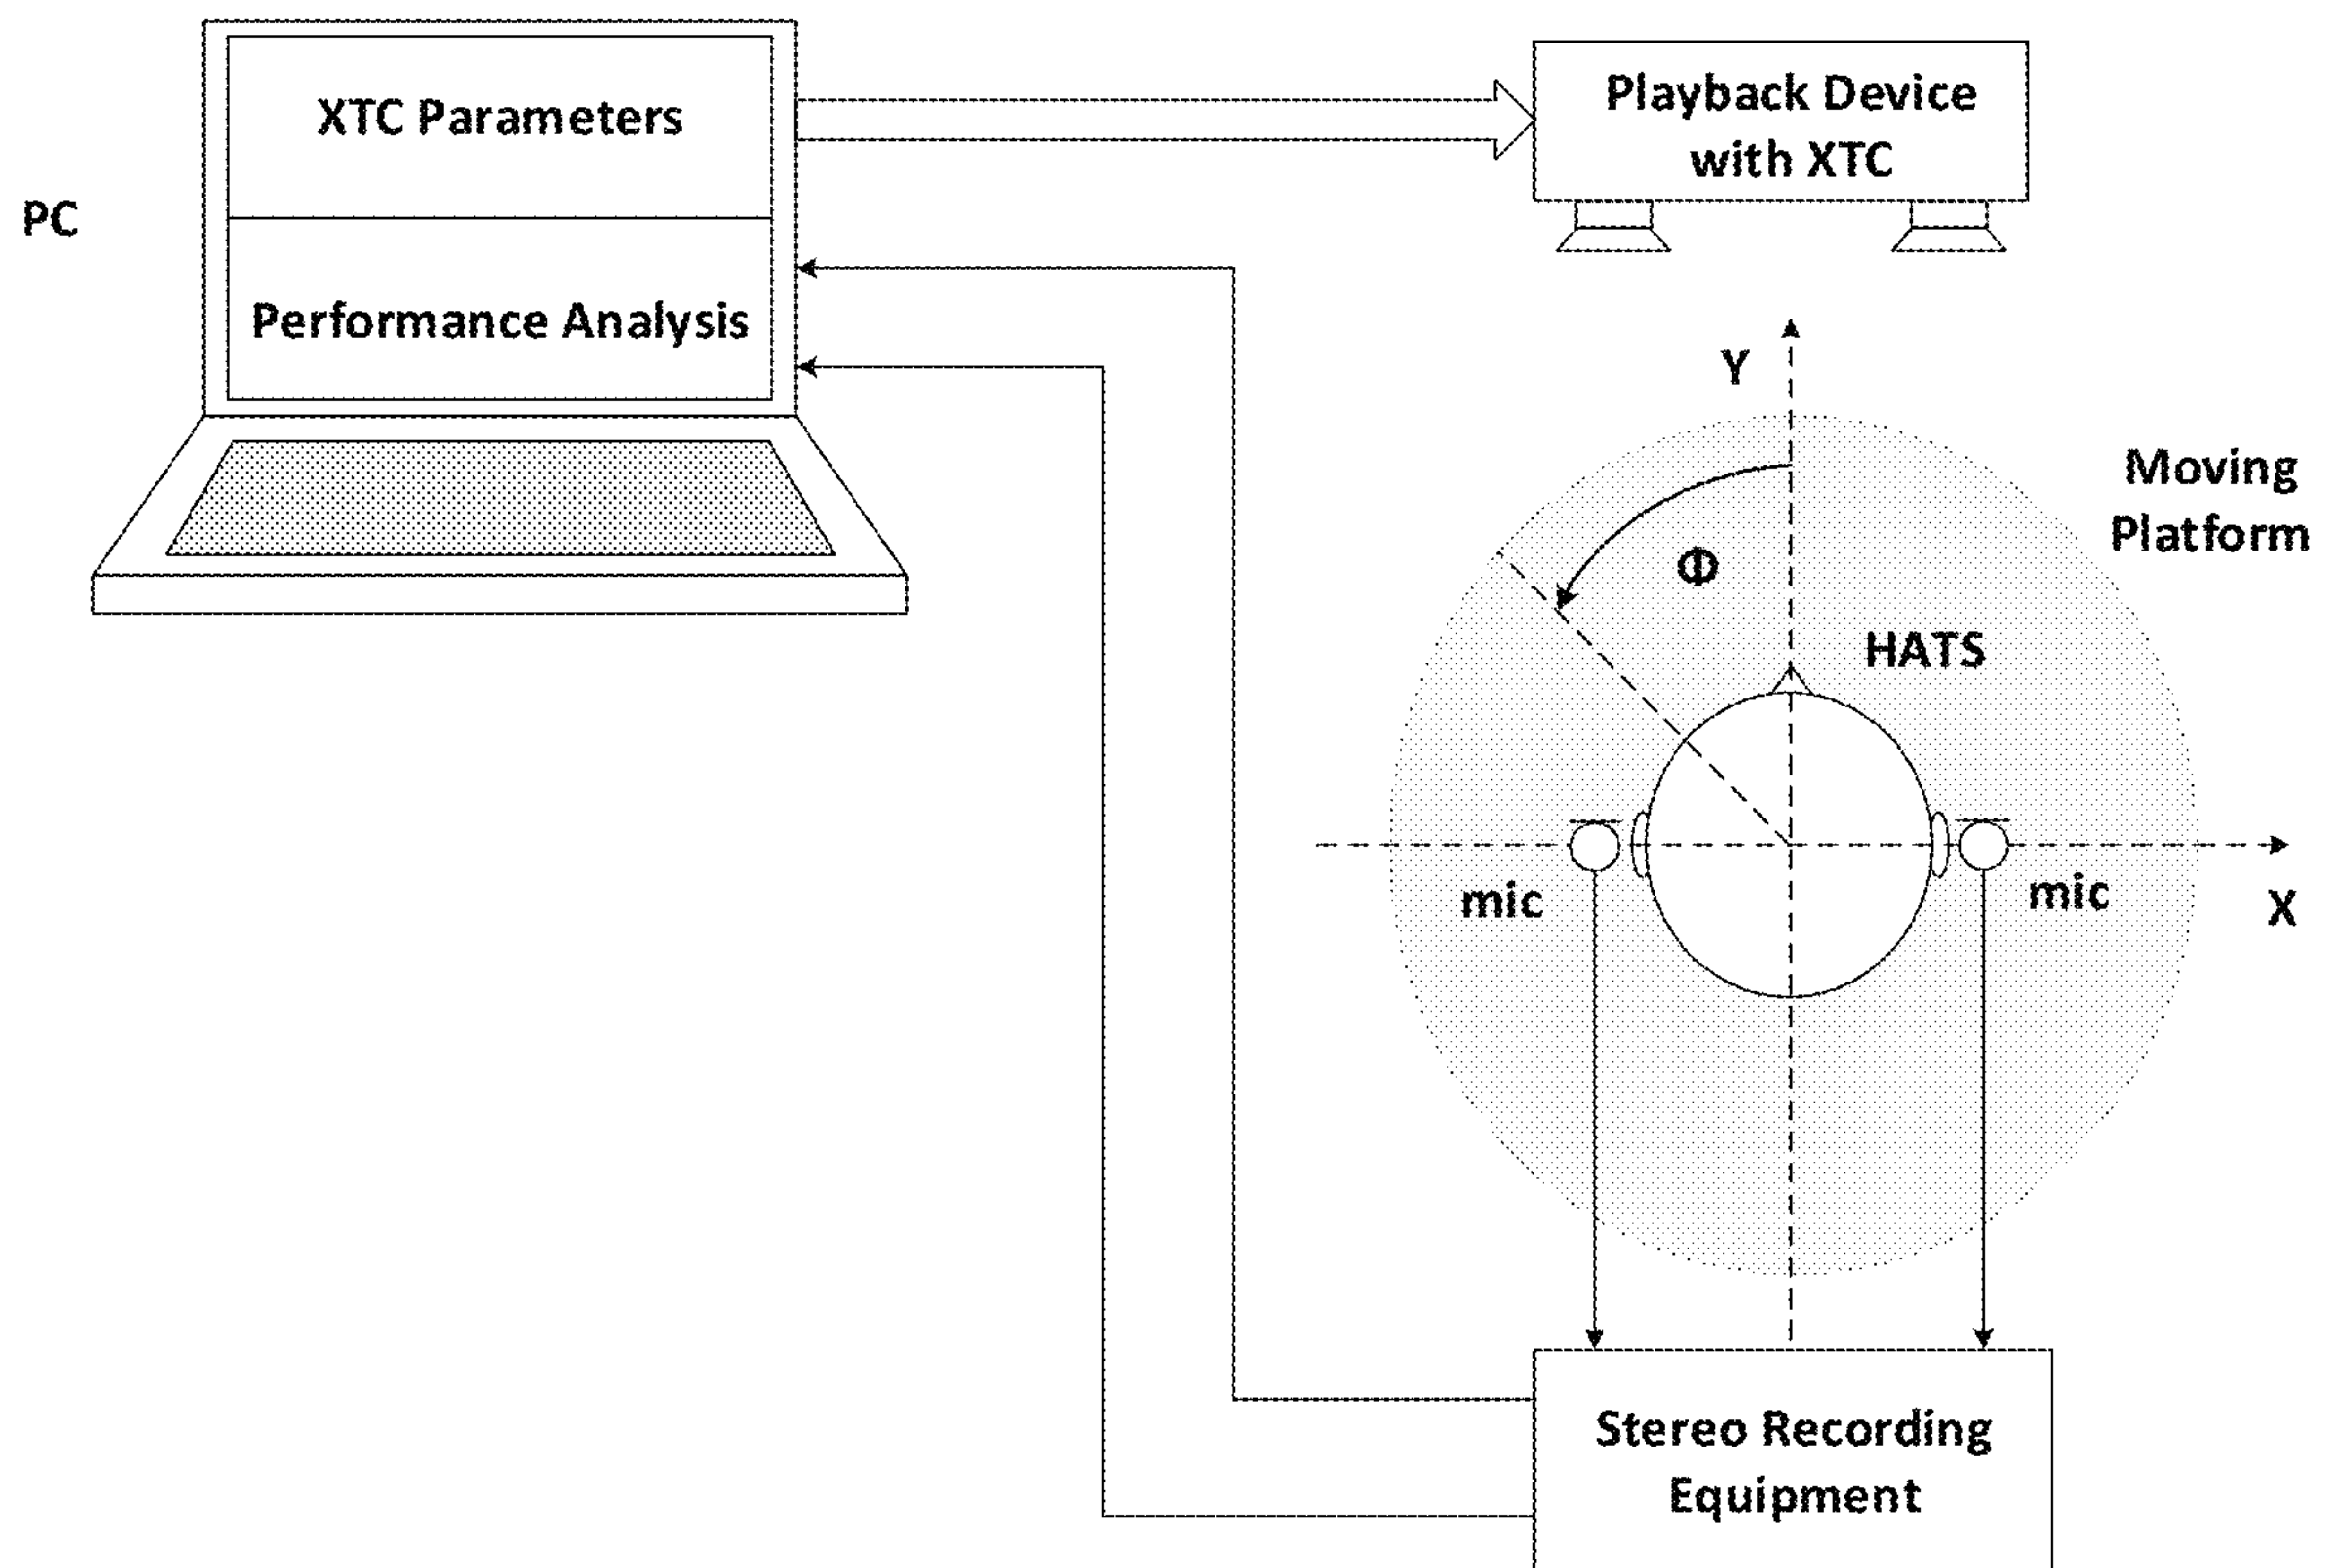 XTC Parameters
Playback Device
with XTC
PC
Performance Analysis
Y
Moving
Platform
Φ
HATS
mic
mic
X
Stereo Recording
Equipment